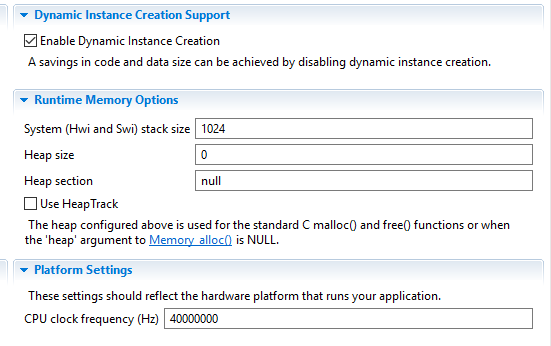 Dynamic Instance Creation Support
Enable Dynamic Instance Creation
A savings in code and data size can be achieved by disabling dynamic instance creation.
Runtime Memory Options
System (Hwi and Swi) stack size 1024
Heap size 0
Heap section null
Use HeapTrack
The heap configured above is used for the standard C malloc() and free() functions or when
the 'heap' argument to Memory_alloc() is NULL.
Platform Settings
These settings should reflect the hardware platform that runs your application.
CPU clock frequency (Hz) 40000000